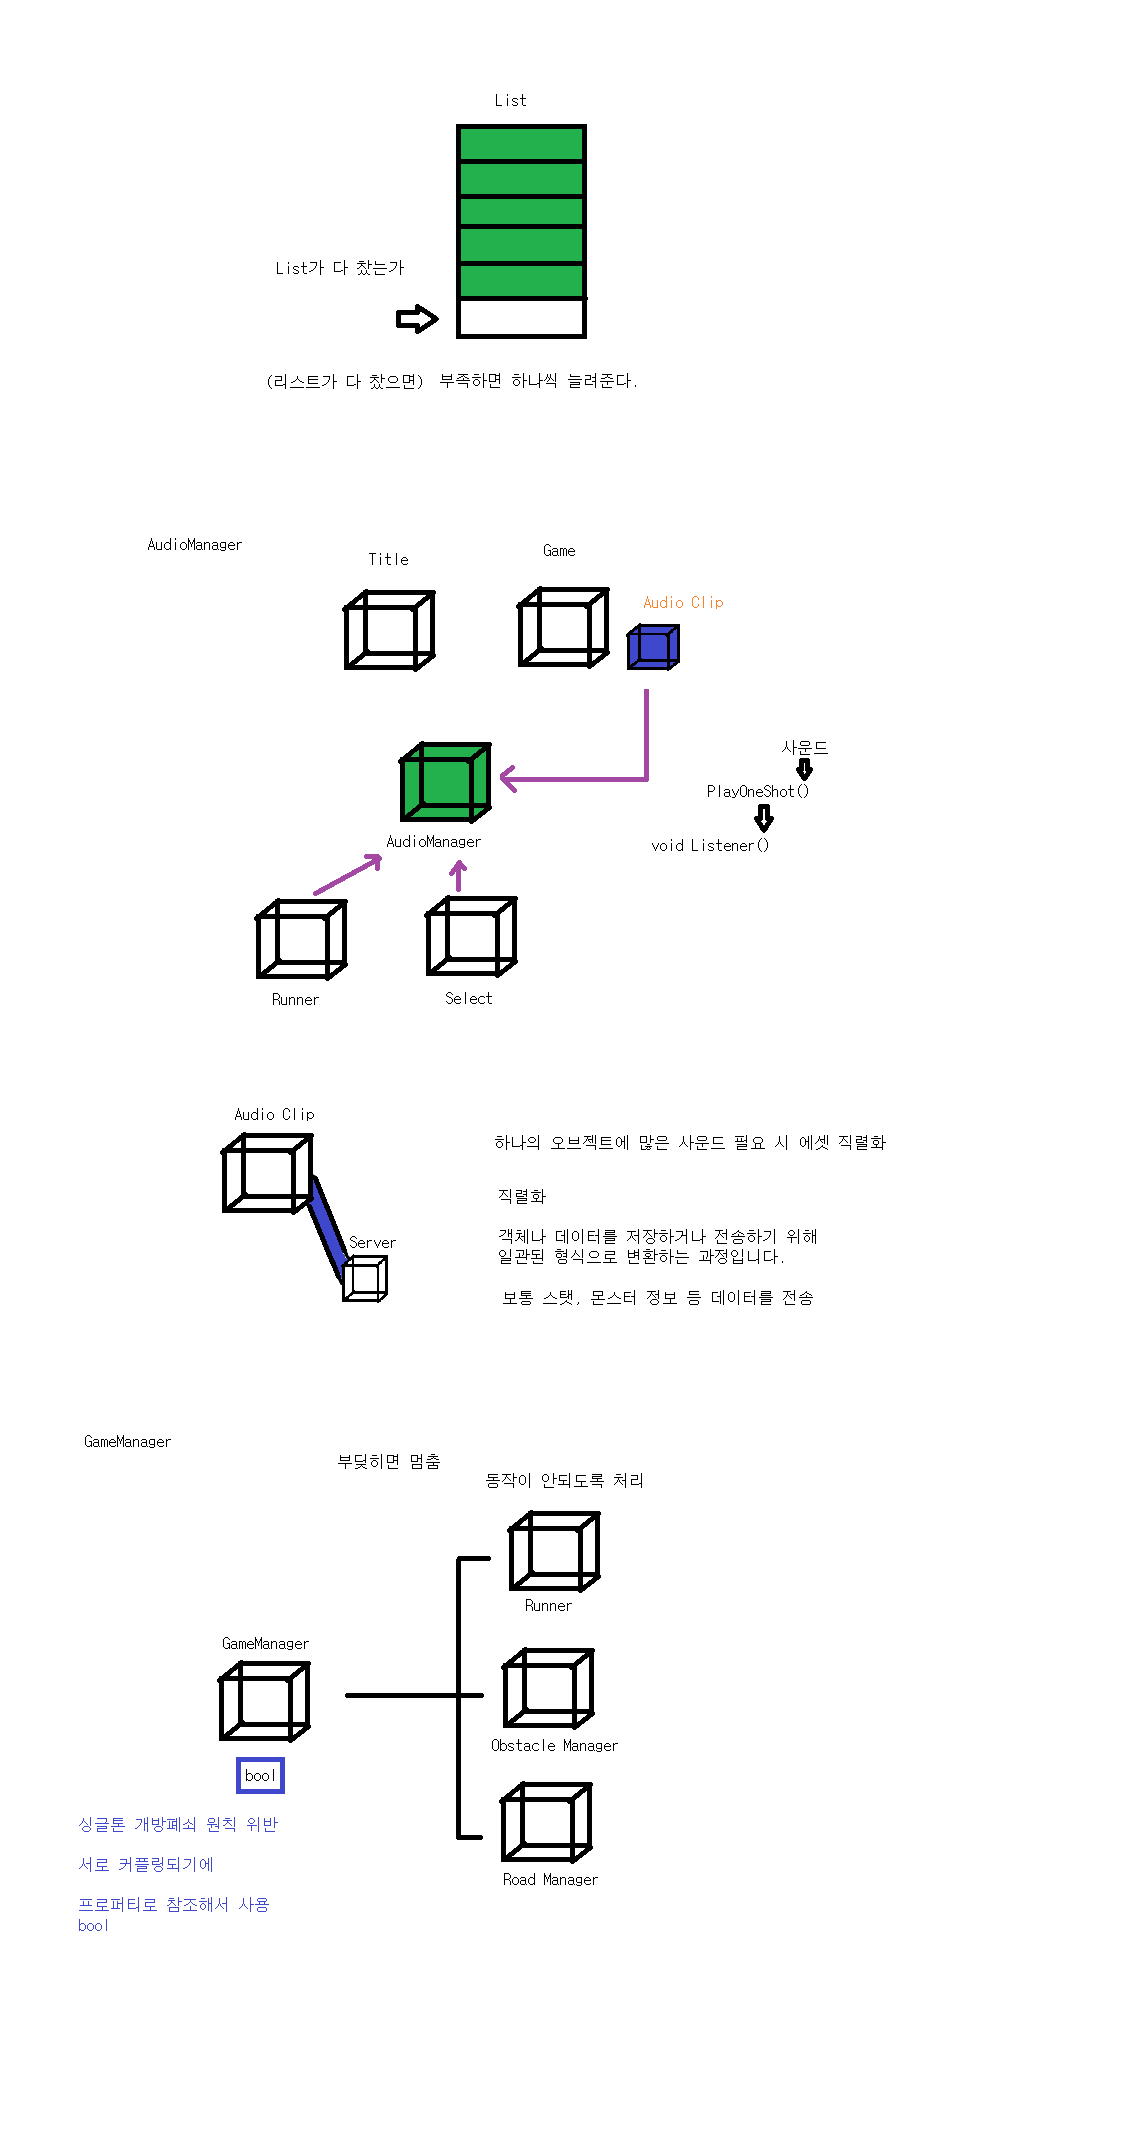 List
List가 다 찼는가
(리스트가 다 찼으면) 부족하면 하나씩 늘려준다.
AudioManager
Title
Game
Audio Clip
사운드
PlayOneShot()
void Listener()
AudioManager
Runner
Select
Audio Clip
하나의 오브젝트에 많은 사운드 필요 시 에셋 직렬화
직렬화
객체나 데이터를 저장하거나 전송하기 위해
일관된 형식으로 변환하는 과정입니다.
Server
보통 스탯, 몬스터 정보 등 데이터를 전송
GameManager
부딪히면 멈춤
동작이 안되도록 처리
Runner
GameManager
Obstacle Manager
bool
싱글톤 개방폐쇠 원칙 위반
서로 커플링되기에
Road Manager
프로퍼티로 참조해서 사용
bool